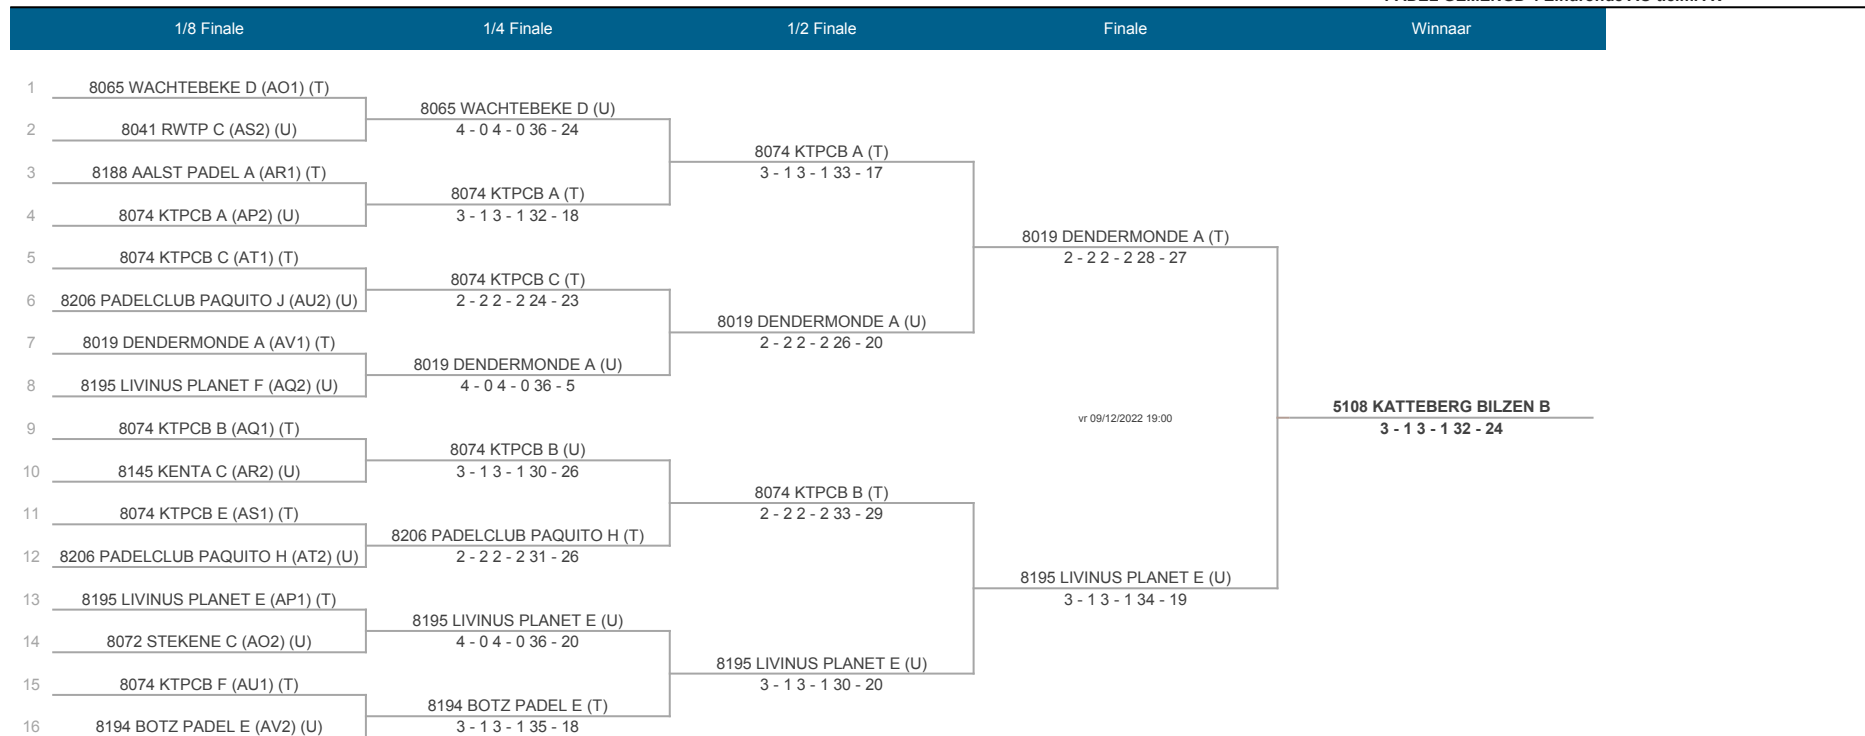 1/8 Finale 1/4 Finale 1/2 Finale Finale Winnaar
1 8065 WACHTEBEKE D (AO1) (T)
8065 WACHTEBEKE D (U)
2 8041 RWTP C (AS2) (U)
4 - 0 4 - 0 36 - 24
8074 KTPCB A (T)
3 8188 AALST PADEL A (AR1) (T)
3 - 1 3 - 1 33 - 17
8074 KTPCB A (T)
4 8074 KTPCB A (AP2) (U)
3 - 1 3 - 1 32 - 18
8019 DENDERMONDE A (T)
5 8074 KTPCB C (AT1) (T)
2 - 2 2 - 2 28 - 27
8074 KTPCB C (T)
6 8206 PADELCLUB PAQUITO J (AU2) (U)
2 - 2 2 - 2 24 - 23
8019 DENDERMONDE A (U)
7 8019 DENDERMONDE A (AV1) (T)
2 - 2 2 - 2 26 - 20
8019 DENDERMONDE A (U)
8 8195 LIVINUS PLANET F (AQ2) (U)
4 - 0 4 - 0 36 - 5
5108 KATTEBERG BILZEN B
vr 09/12/2022 19:00
9 8074 KTPCB B (AQ1) (T)
3 - 1 3 - 1 32 - 24
8074 KTPCB B (U)
10 8145 KENTA C (AR2) (U)
3 - 1 3 - 1 30 - 26
8074 KTPCB B (T)
11 8074 KTPCB E (AS1) (T)
2 - 2 2 - 2 33 - 29
8206 PADELCLUB PAQUITO H (T)
12 8206 PADELCLUB PAQUITO H (AT2) (U)
2 - 2 2 - 2 31 - 26
8195 LIVINUS PLANET E (U)
13 8195 LIVINUS PLANET E (AP1) (T)
3 - 1 3 - 1 34 - 19
8195 LIVINUS PLANET E (U)
14 8072 STEKENE C (AO2) (U)
4 - 0 4 - 0 36 - 20
8195 LIVINUS PLANET E (U)
15 8074 KTPCB F (AU1) (T)
3 - 1 3 - 1 30 - 20
8194 BOTZ PADEL E (T)
16 8194 BOTZ PADEL E (AV2) (U)
3 - 1 3 - 1 35 - 18